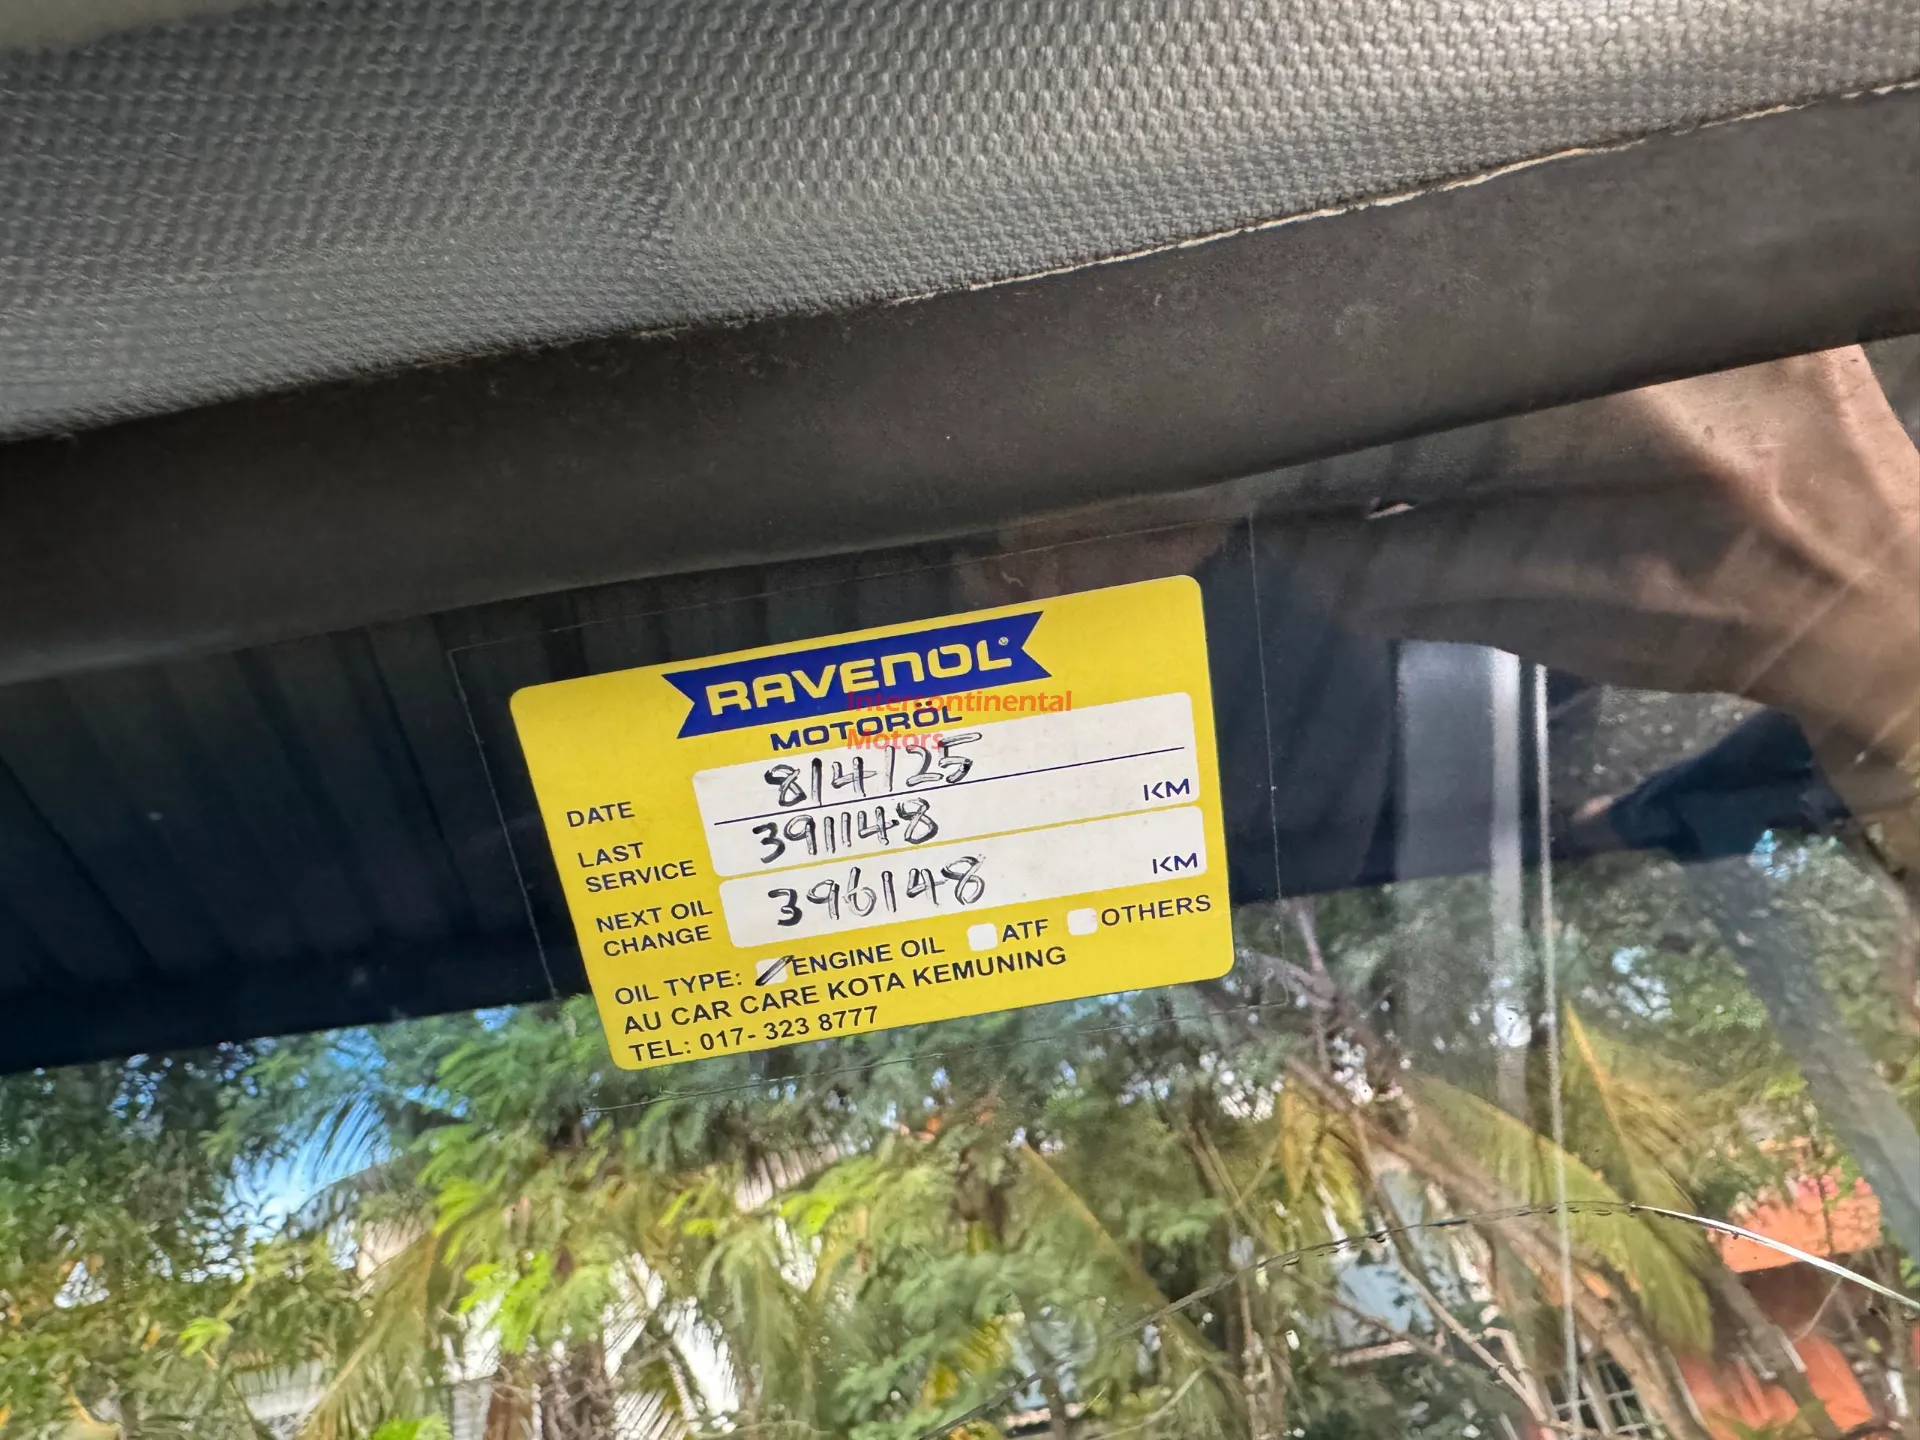 RAVENOL®
MOTORÖL
Intercontinental
Motors
DATE 8/4/25
LAST
SERVICE 391148 KM
NEXT OIL
CHANGE 396148 KM
OIL TYPE: ENGINE OIL ATF OTHERS
AU CAR CARE KOTA KEMUNING
TEL: 017- 323 8777